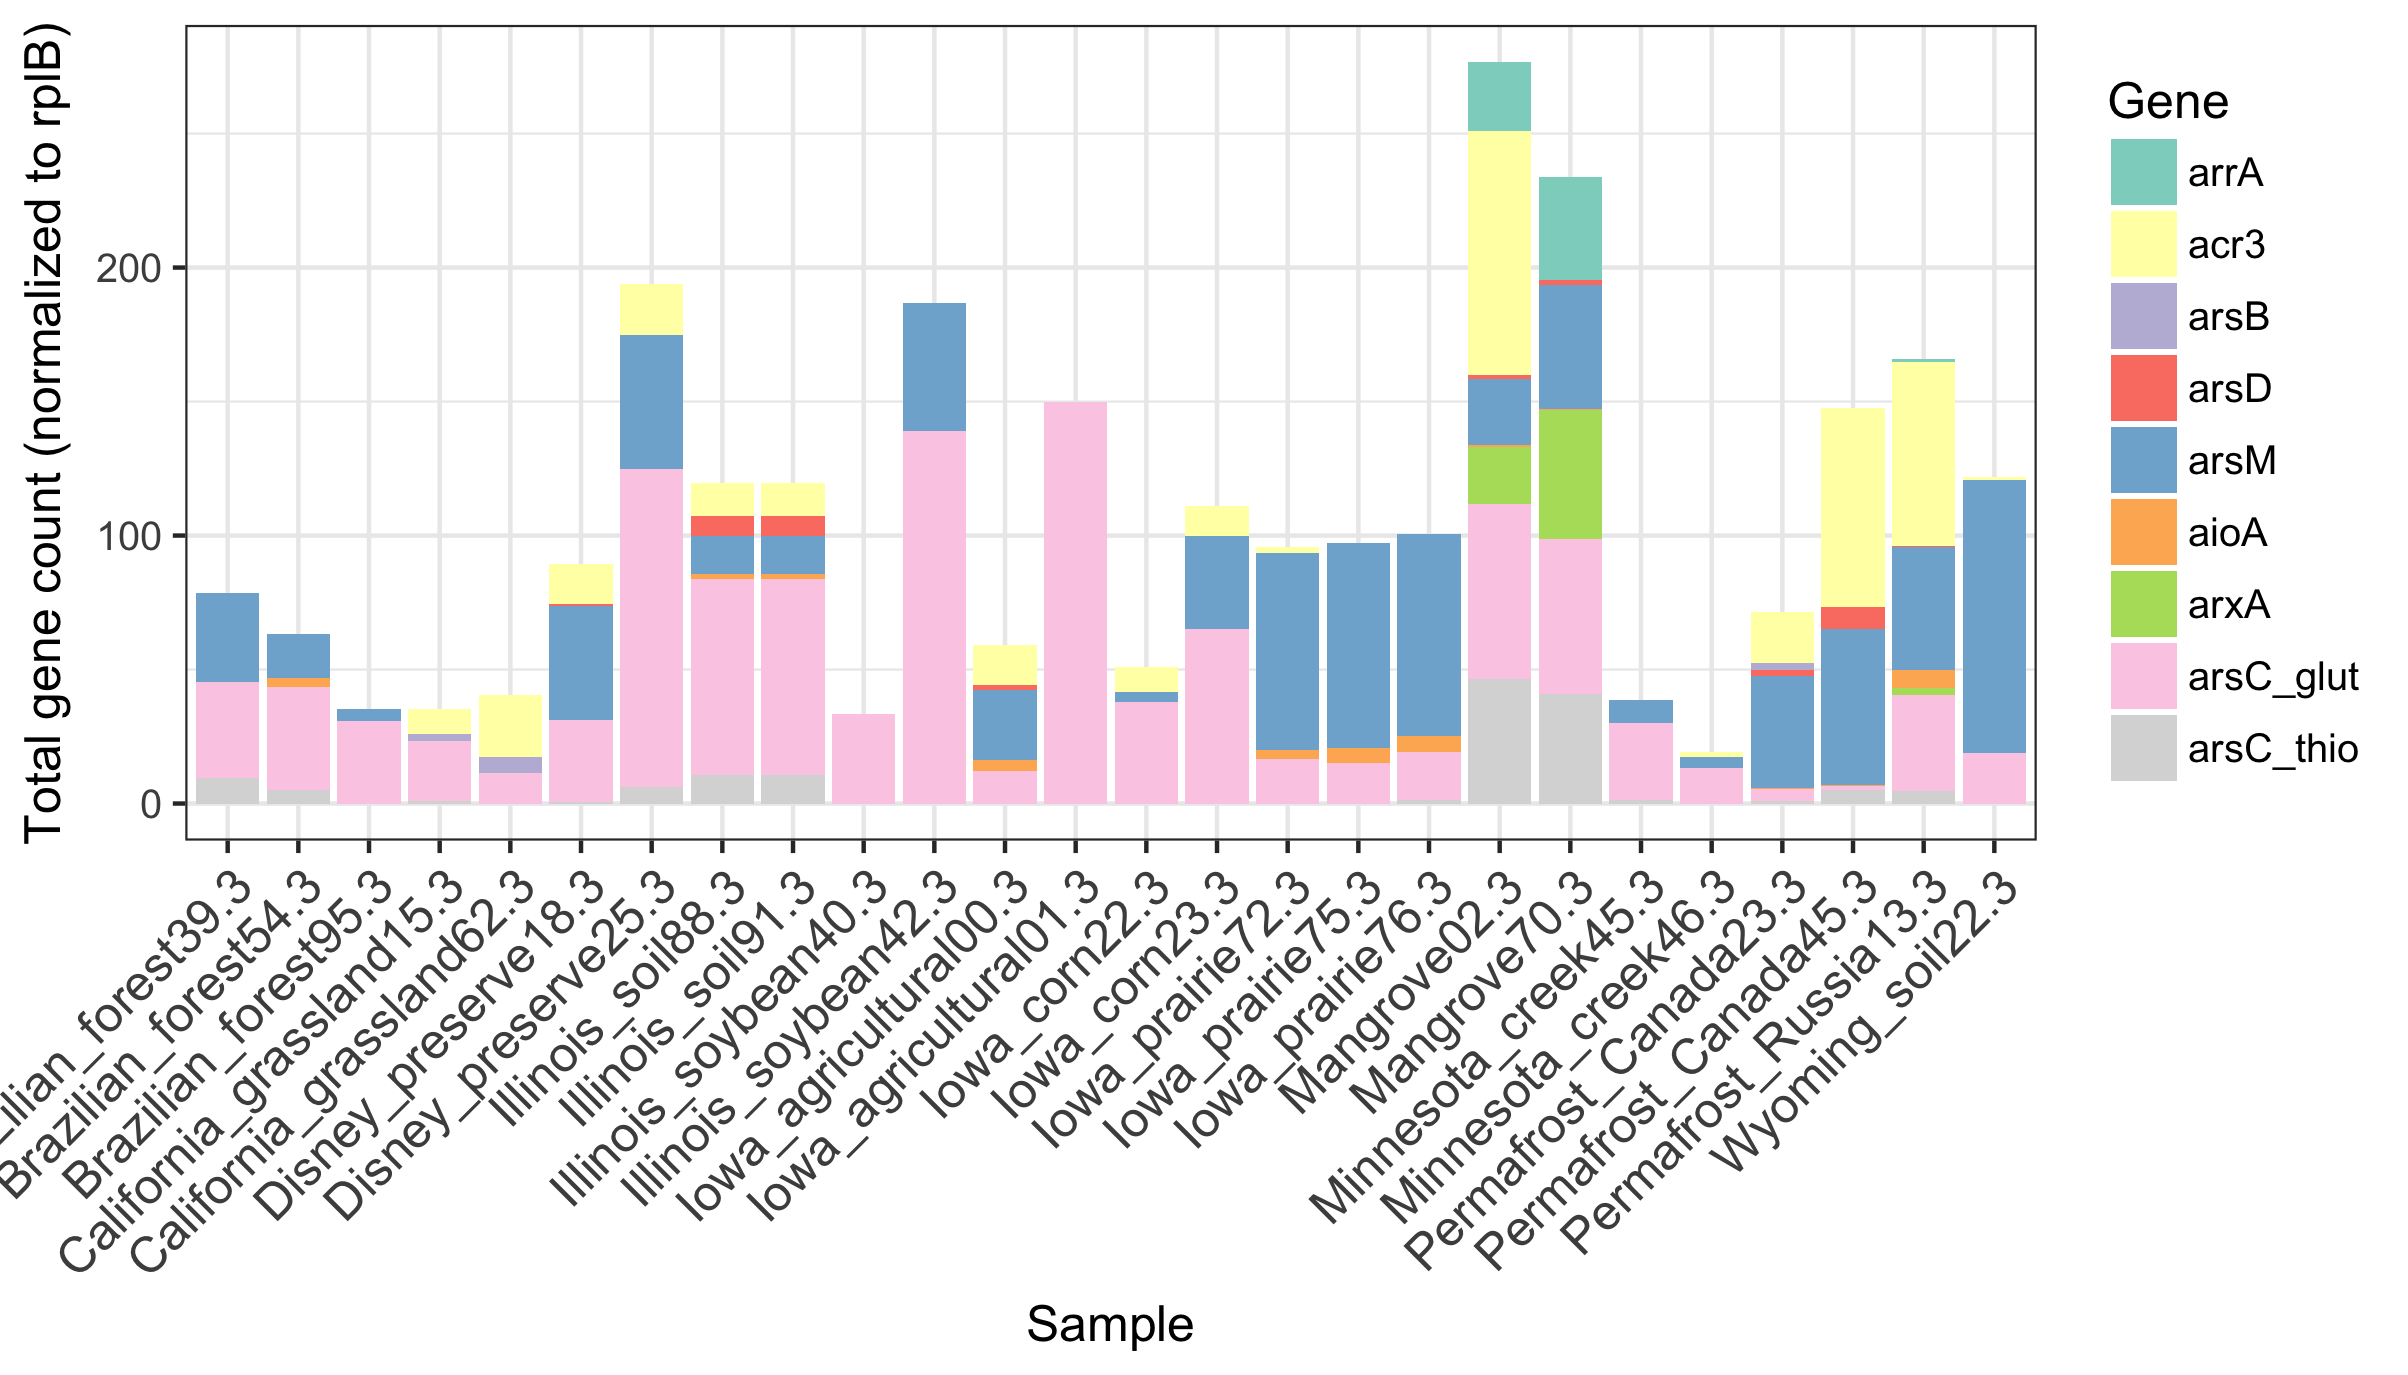 Total gene count (normalized to rplB)
200
100
0
Brazilian_forest54.3
Brazilian_forest95.3
California_grassland15.3
California_grassland62.3
Disney_preserve18.3
Disney_preserve25.3
Illinois_soil88.3
Illinois_soil91.3
Illinois_soybean40.3
Illinois_soybean42.3
Iowa_agricultural00.3
Iowa_agricultural01.3
Iowa_corn22.3
Iowa_corn23.3
Iowa_prairie72.3
Iowa_prairie75.3
Iowa_prairie76.3
Mangrove02.3
Mangrove70.3
Minnesota_creek45.3
Minnesota_creek46.3
Permafrost_Canada23.3
Permafrost_Canada45.3
Permafrost_Russia13.3
Wyoming_soil22.3
Sample
Gene
arrA
acr3
arsB
arsD
arsM
aioA
arxA
arsC_glut
arsC_thio